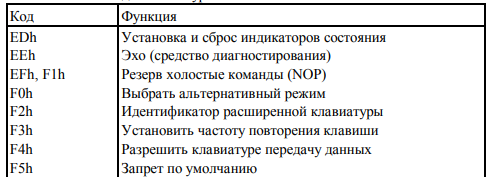 Код Функция
EDh Установка и сброс индикаторов состояния
EEh Эхо (средство диагностирования)
EFh, F1h Резерв холостые команды (NOP)
F0h Выбрать альтернативный режим
F2h Идентификатор расширенной клавиатуры
F3h Установить частоту повторения клавиши
F4h Разрешить клавиатуре передачу данных
F5h Запрет по умолчанию